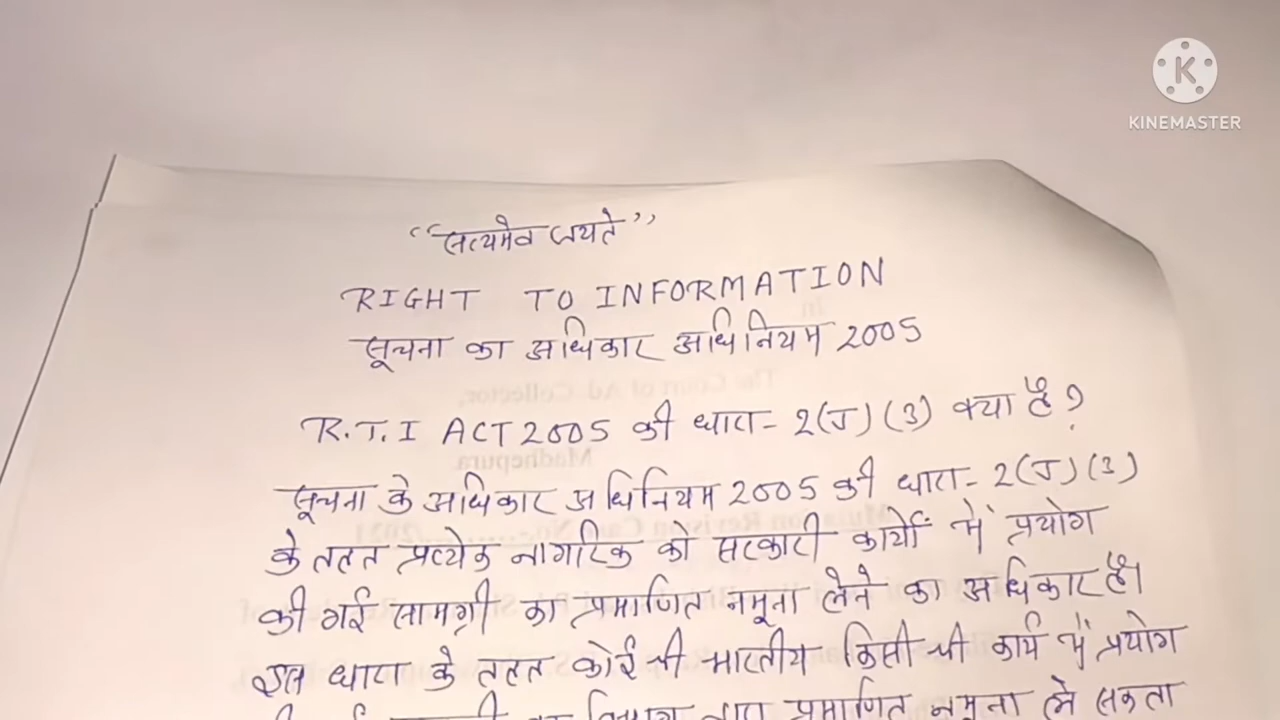 KINEMASTER
“सत्यमेव जयते”
RIGHT TO INFORMATION
सूचना का अधिकार अधिनियम 2005
R.T.I ACT 2005 की धारा- 2(J)(3) क्या है?
सूचना के अधिकार अधिनियम 2005 की धारा- 2(J)(3)
के तहत प्रत्येक नागरिक को सरकारी कार्यो में प्रयोग
की गई सामग्री का प्रमाणित नमूना लेने का अधिकार है।
इस धारा के तहत कोई भी भारतीय किसी भी कार्य में प्रयोग
प्रमाणित नमूना ले सकता